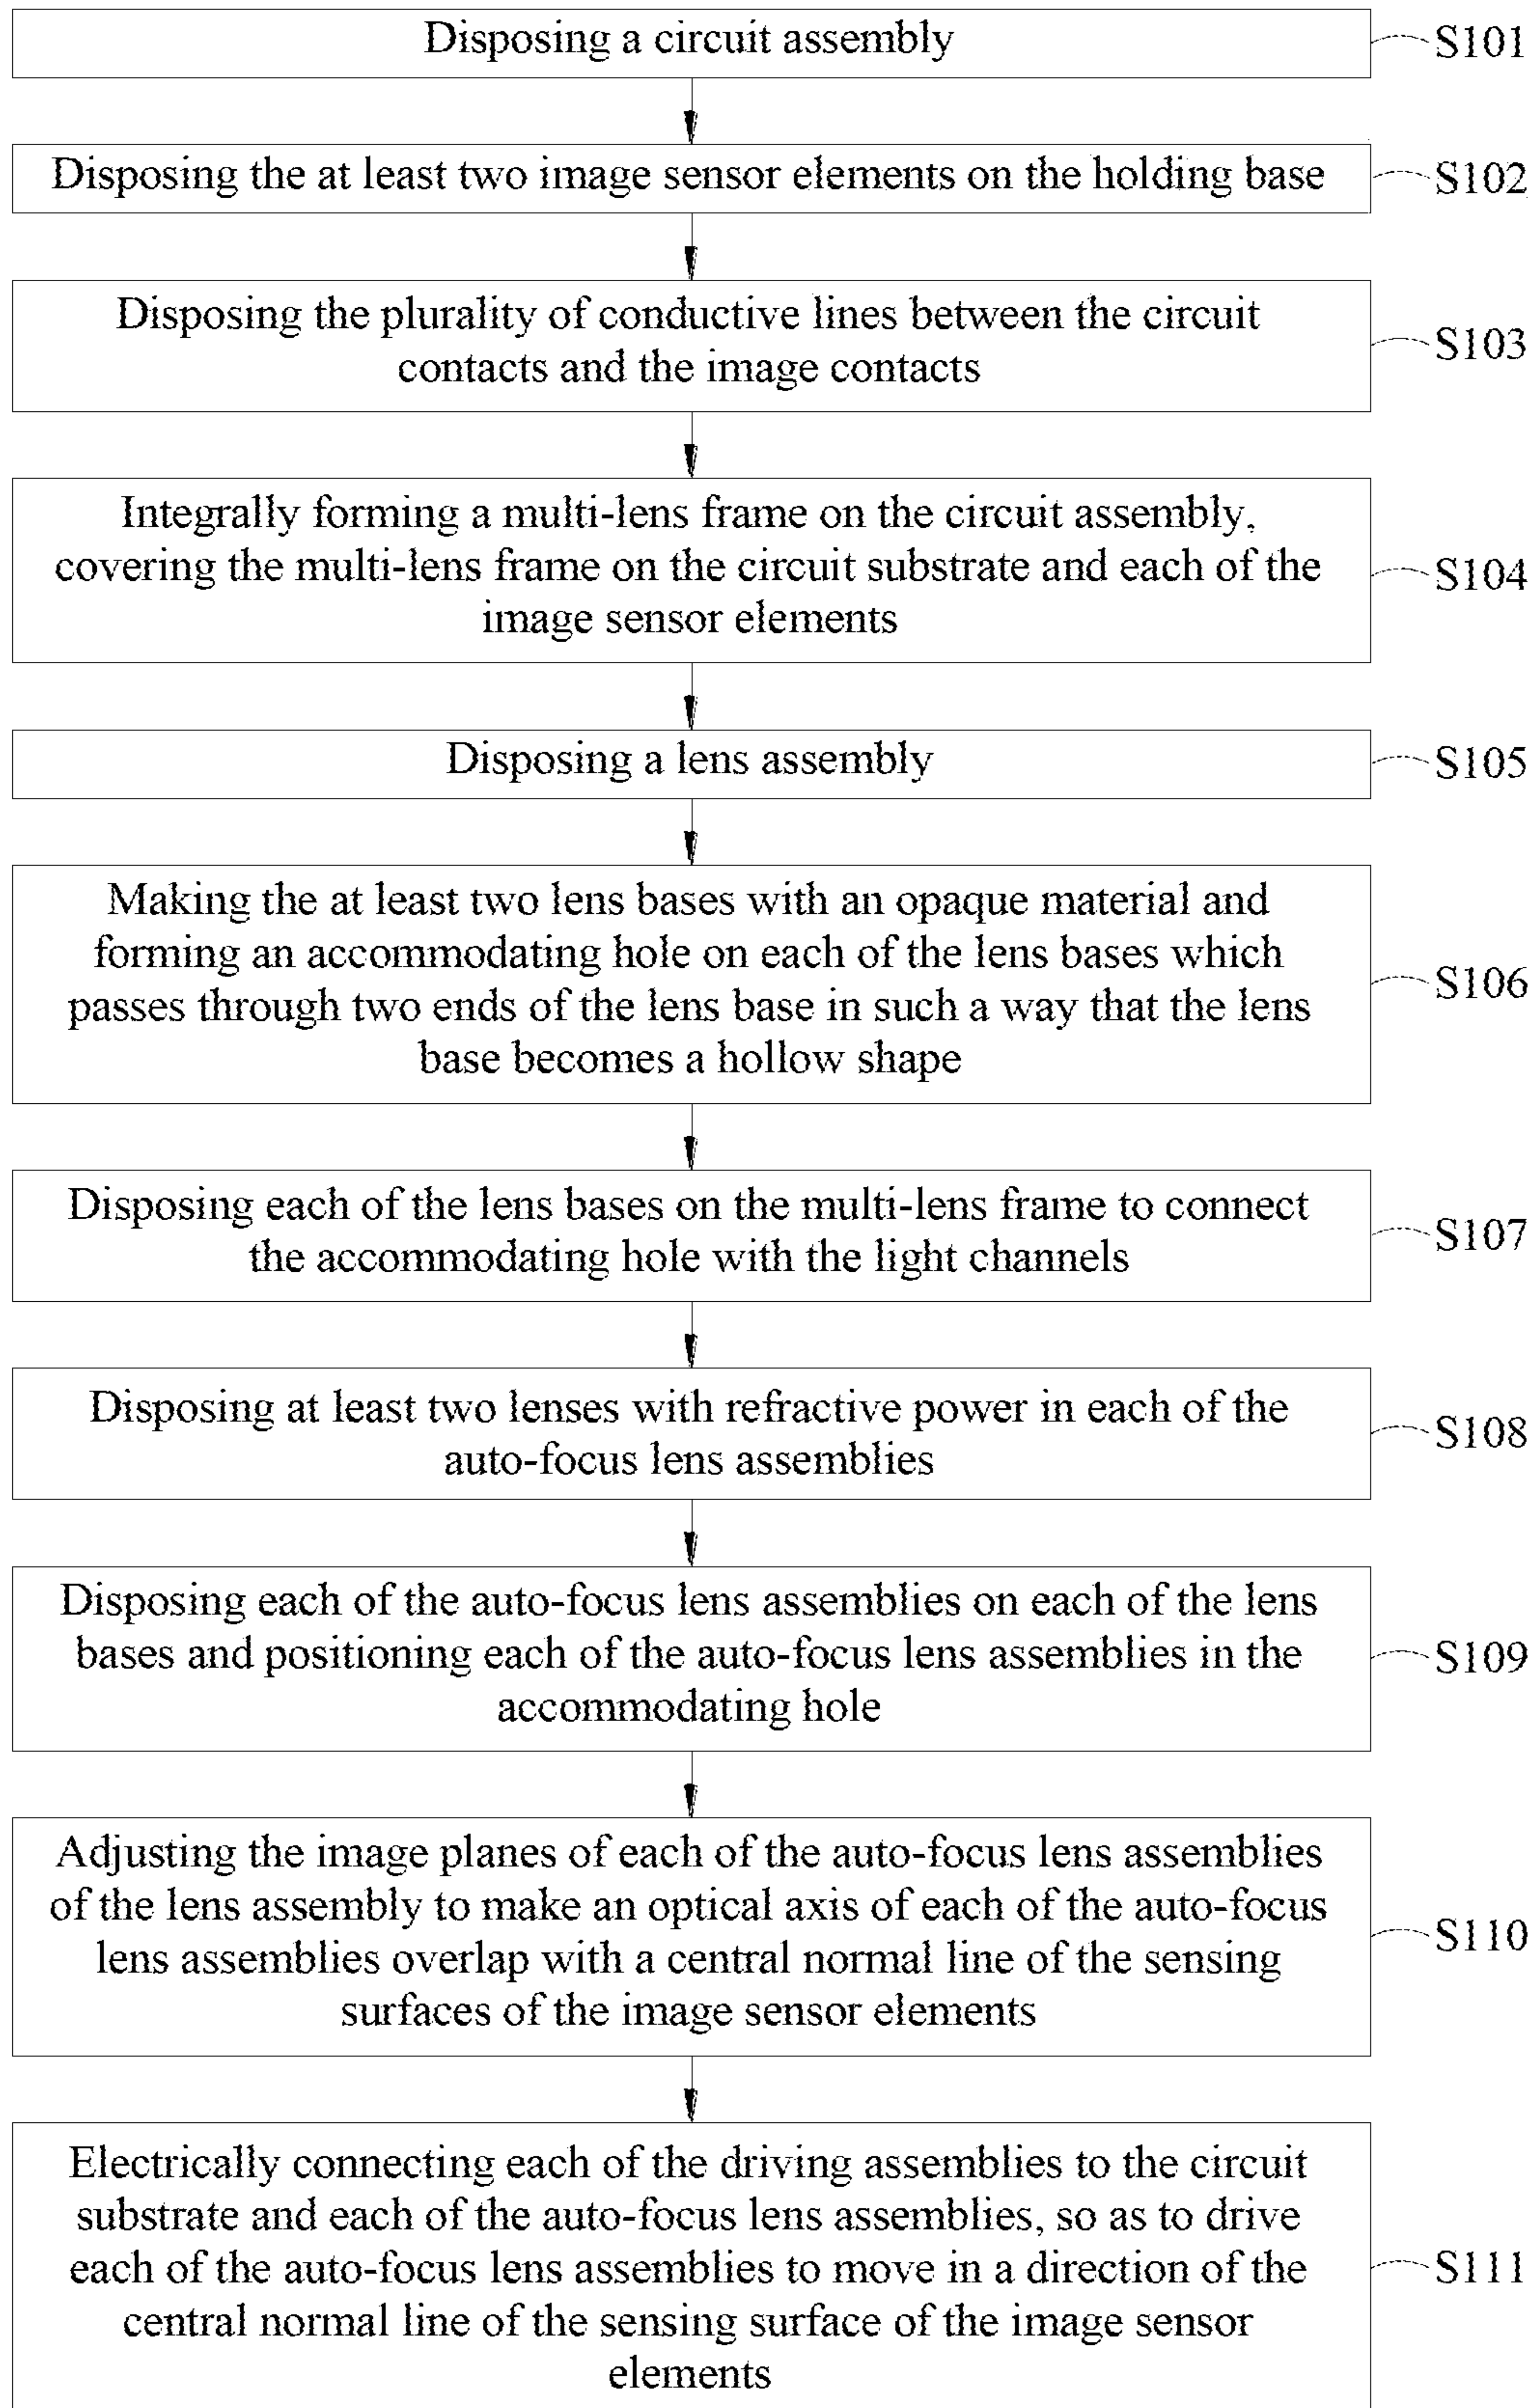 Disposing a circuit assembly
S101
Disposing the at least two image sensor elements on the holding base
S102
Disposing the plurality of conductive lines between the circuit
contacts and the image contacts
S103
Integrally forming a multi-lens frame on the circuit assembly,
covering the multi-lens frame on the circuit substrate and each of the
image sensor elements
S104
Disposing a lens assembly
S105
Making the at least two lens bases with an opaque material and
forming an accommodating hole on each of the lens bases which
passes through two ends of the lens base in such a way that the lens
base becomes a hollow shape
S106
Disposing each of the lens bases on the multi-lens frame to connect
the accommodating hole with the light channels
S107
Disposing at least two lenses with refractive power in each of the
auto-focus lens assemblies
S108
Disposing each of the auto-focus lens assemblies on each of the lens
bases and positioning each of the auto-focus lens assemblies in the
accommodating hole
S109
Adjusting the image planes of each of the auto-focus lens assemblies
of the lens assembly to make an optical axis of each of the auto-focus
lens assemblies overlap with a central normal line of the sensing
surfaces of the image sensor elements
S110
Electrically connecting each of the driving assemblies to the circuit
substrate and each of the auto-focus lens assemblies, so as to drive
each of the auto-focus lens assemblies to move in a direction of the
central normal line of the sensing surface of the image sensor
elements
S111